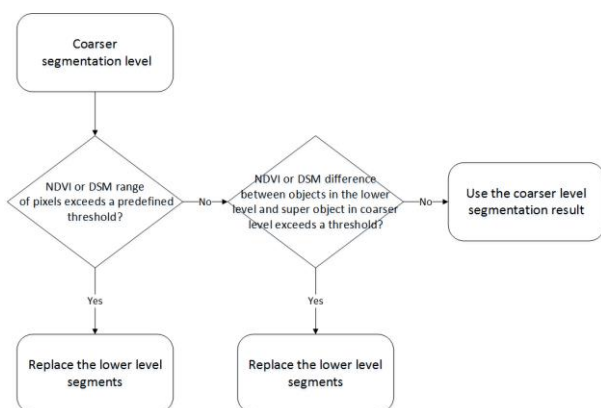 Coarser
segmentation level
NDVI or DSM range
of pixels exceeds a predefined
threshold?
No
NDVI or DSM difference
between objects in the lower
level and super object in coarser
level exceeds a threshold?
No
Use the coarser level
segmentation result
Yes
Yes
Replace the lower level
segments
Replace the lower level
segments